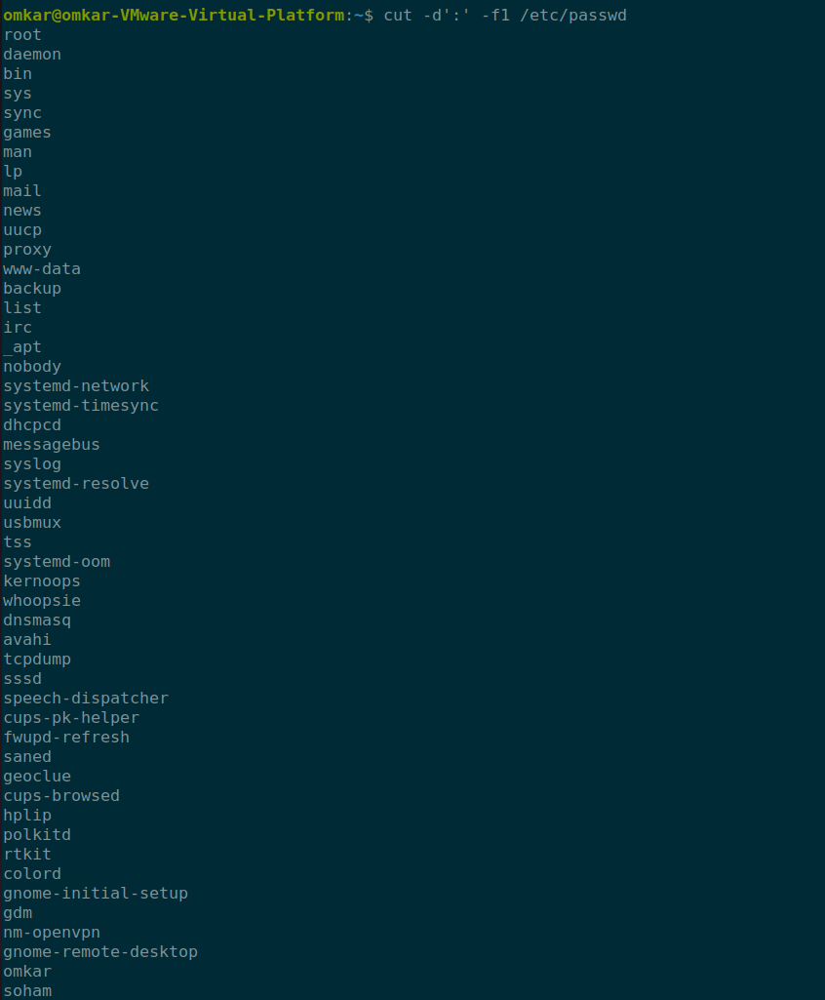 omkar@omkar-VMware-Virtual-Platform:~$ cut -d':' -f1 /etc/passwd
root
daemon
bin
sys
sync
games
man
lp
mail
news
uucp
proxy
www-data
backup
list
irc
_apt
nobody
systemd-network
systemd-timesync
dhcpcd
messagebus
syslog
systemd-resolve
uuidd
usbmux
tss
systemd-oom
kernoops
whoopsie
dnsmasq
avahi
tcpdump
sssd
speech-dispatcher
cups-pk-helper
fwupd-refresh
saned
geoclue
cups-browsed
hplip
polkitd
rtkit
colord
gnome-initial-setup
gdm
nm-openvpn
gnome-remote-desktop
omkar
soham